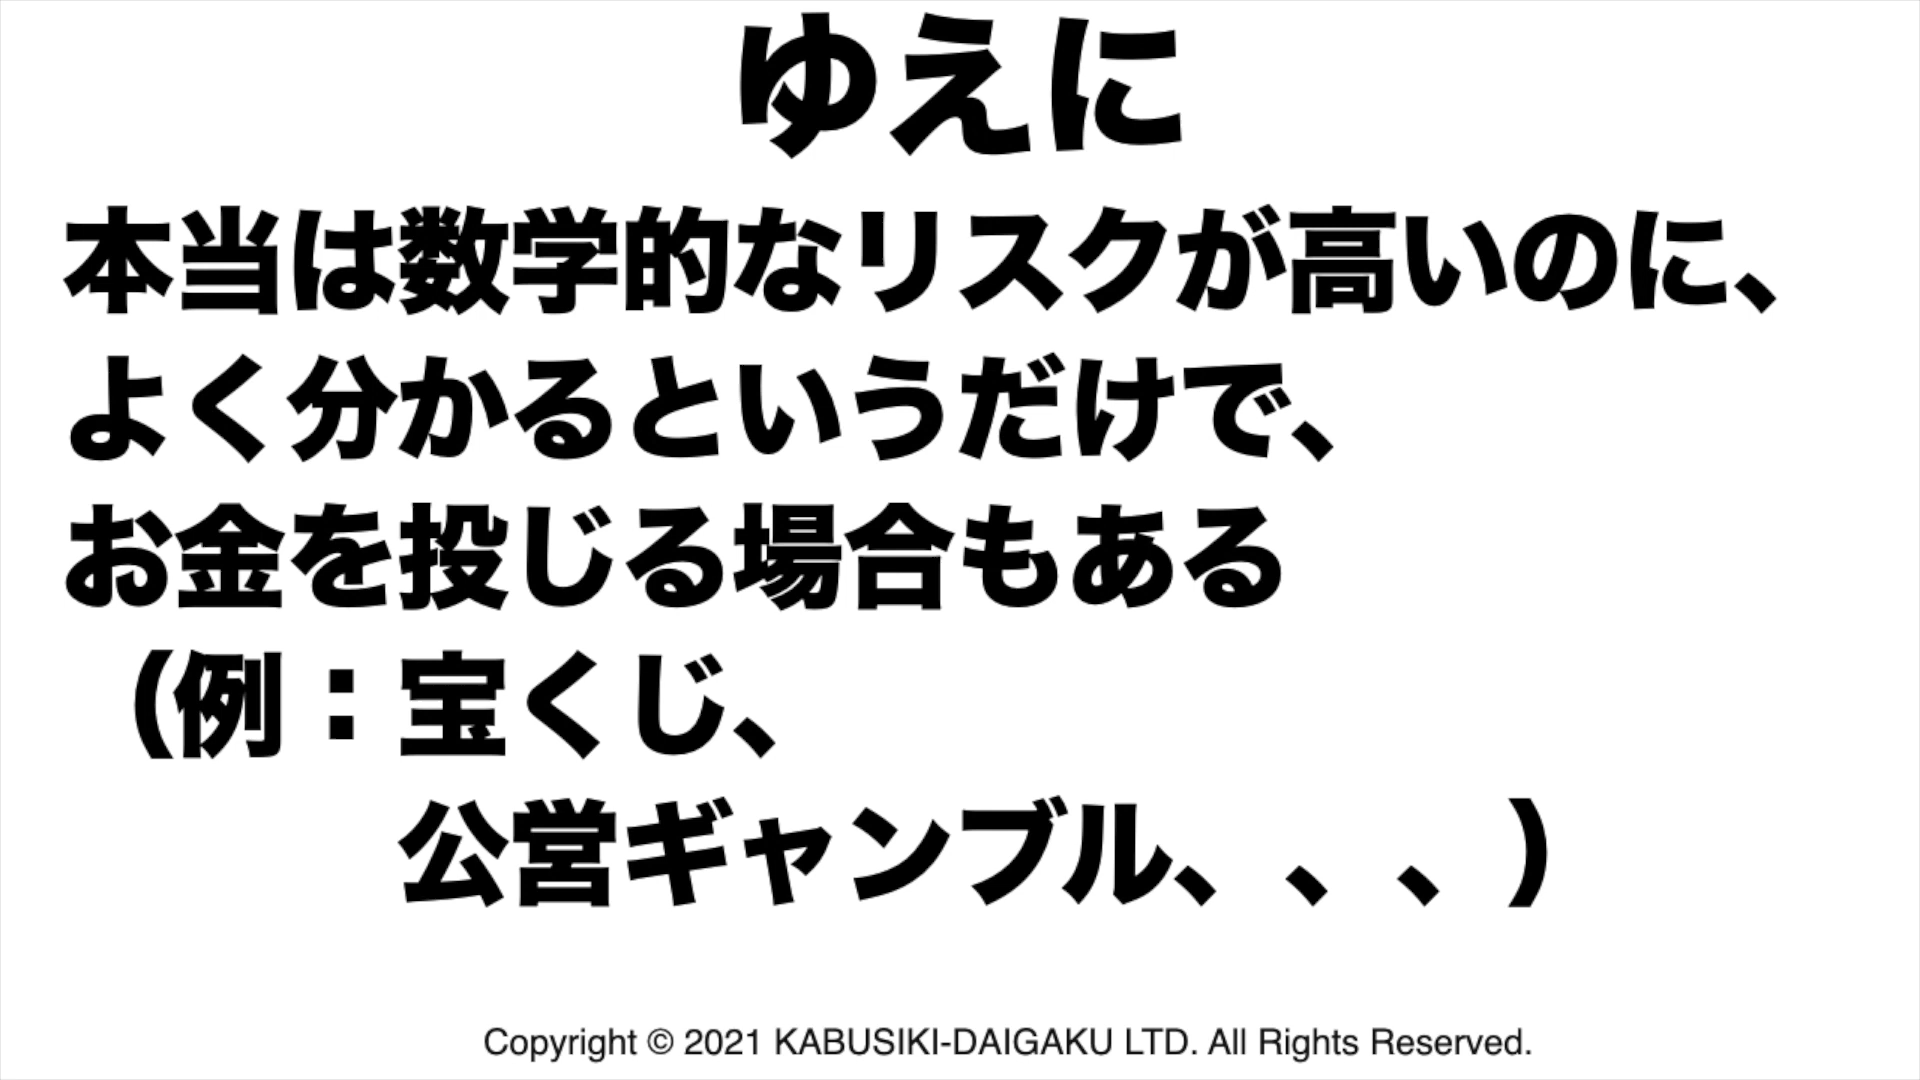 ゆえに
本当は数学的なリスクが高いのに、
よく分かるというだけで、
お金を投じる場合もある
（例：宝くじ、
公営ギャンブル、、、）
Copyright © 2021 KABUSIKI-DAIGAKU LTD. All Rights Reserved.